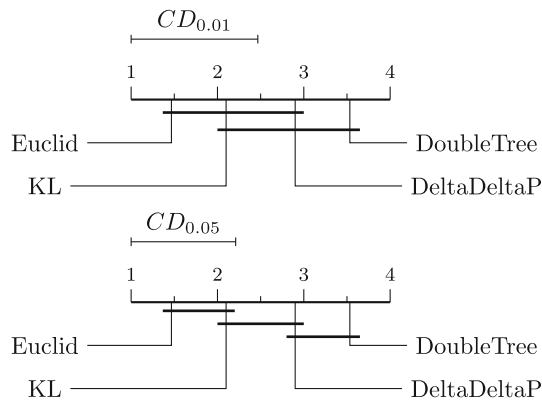 CD0.01
1 2 3 4
Euclid DoubleTree
KL DeltaDeltaP
CD0.05
1 2 3 4
Euclid DoubleTree
KL DeltaDeltaP